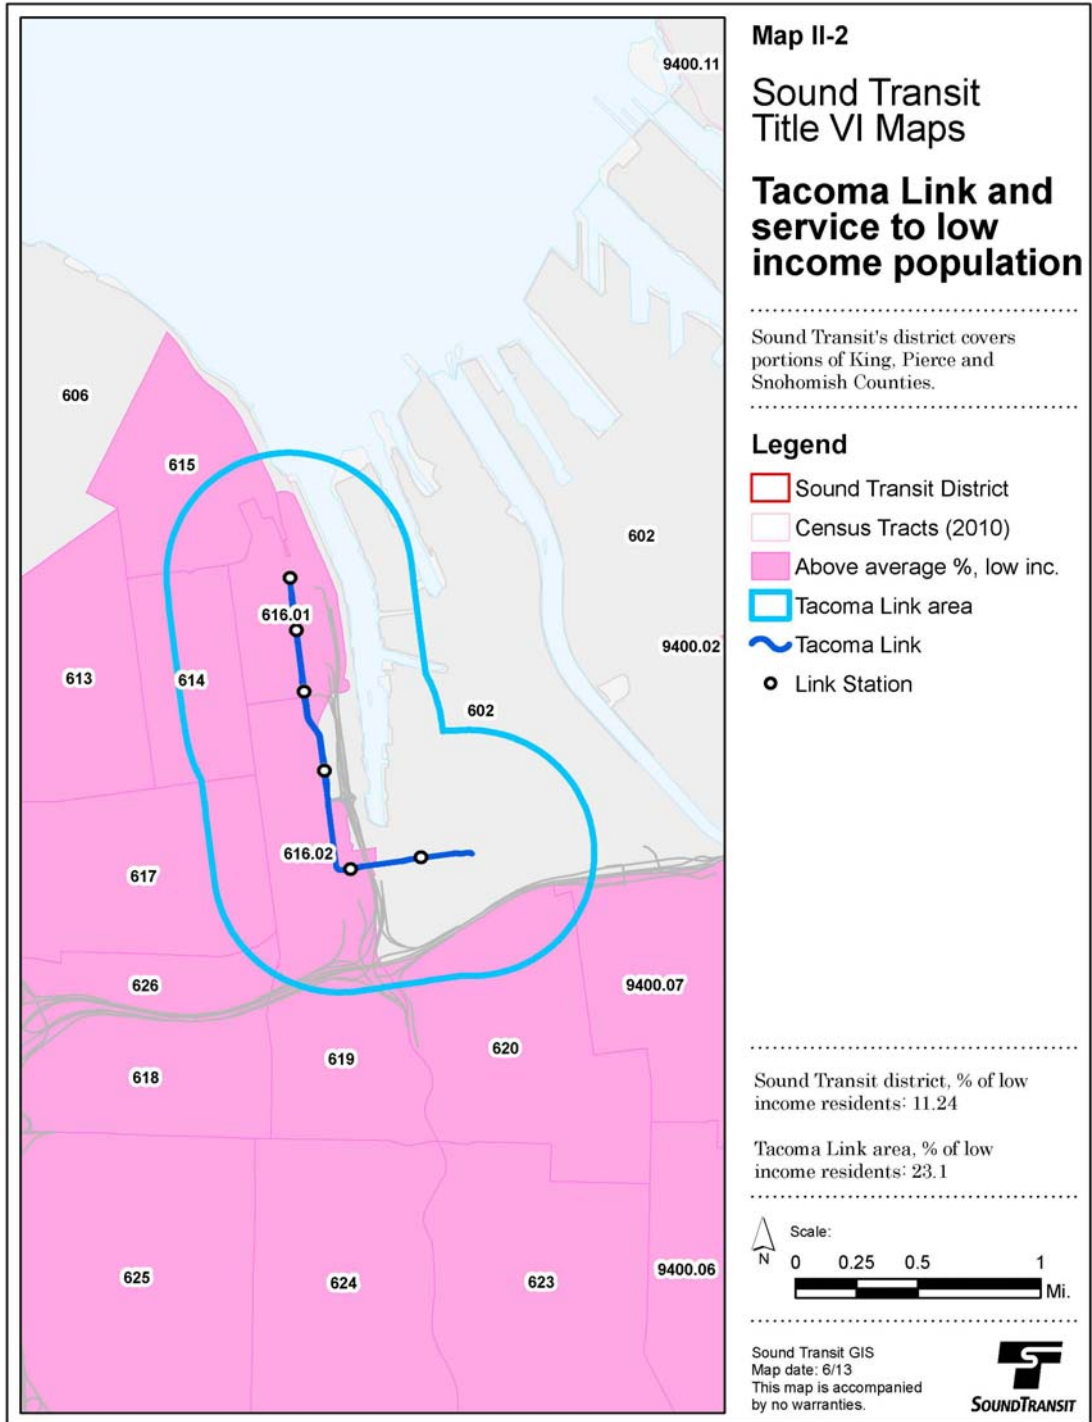 Map II-2
Sound Transit
Title VI Maps
Tacoma Link and
service to low
income population
Sound Transit's district covers
portions of King, Pierce and
Snohomish Counties.
Legend
Sound Transit District
Census Tracts (2010)
Above average %, low inc.
Tacoma Link area
Tacoma Link
Link Station
9400.11
606
615
602
616.01
9400.02
613
614
602
616.02
617
626
9400.07
619
620
618
625
624
623
9400.06
Sound Transit district, % of low
income residents: 11.24
Tacoma Link area, % of low
income residents: 23.1
N
Scale:
0 0.25 0.5 1
Mi.
Sound Transit GIS
Map date: 6/13
This map is accompanied
by no warranties.
SOUNDTRANSIT